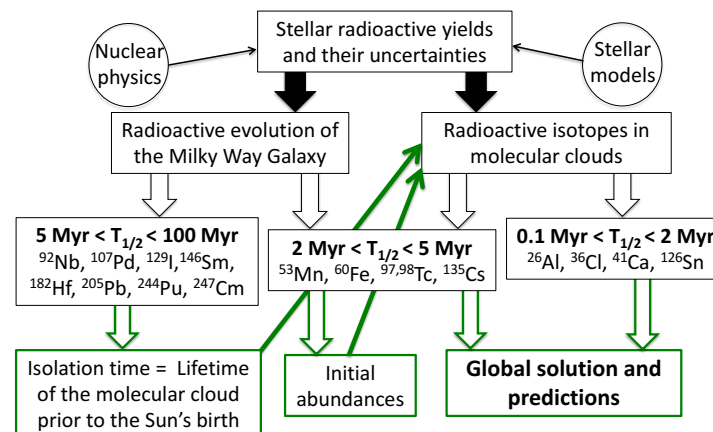 Nuclear
physics
Stellar radioactive yields
and their uncertainties
Stellar
models
Radioactive evolution of
the Milky Way Galaxy
Radioactive isotopes in
molecular clouds
5 Myr < T1/2 < 100 Myr
⁹²Nb, ¹⁰⁷Pd, ¹²⁹I,¹⁴⁶Sm,
¹⁸²Hf, ²⁰⁵Pb, ²⁴⁴Pu, ²⁴⁷Cm
2 Myr < T1/2 < 5 Myr
⁵³Mn, ⁶⁰Fe, ⁹⁷,⁹⁸Tc, ¹³⁵Cs
0.1 Myr < T1/2 < 2 Myr
²⁶Al, ³⁶Cl, ⁴¹Ca, ¹²⁶Sn
Isolation time = Lifetime
of the molecular cloud
prior to the Sun's birth
Initial
abundances
Global solution and
predictions